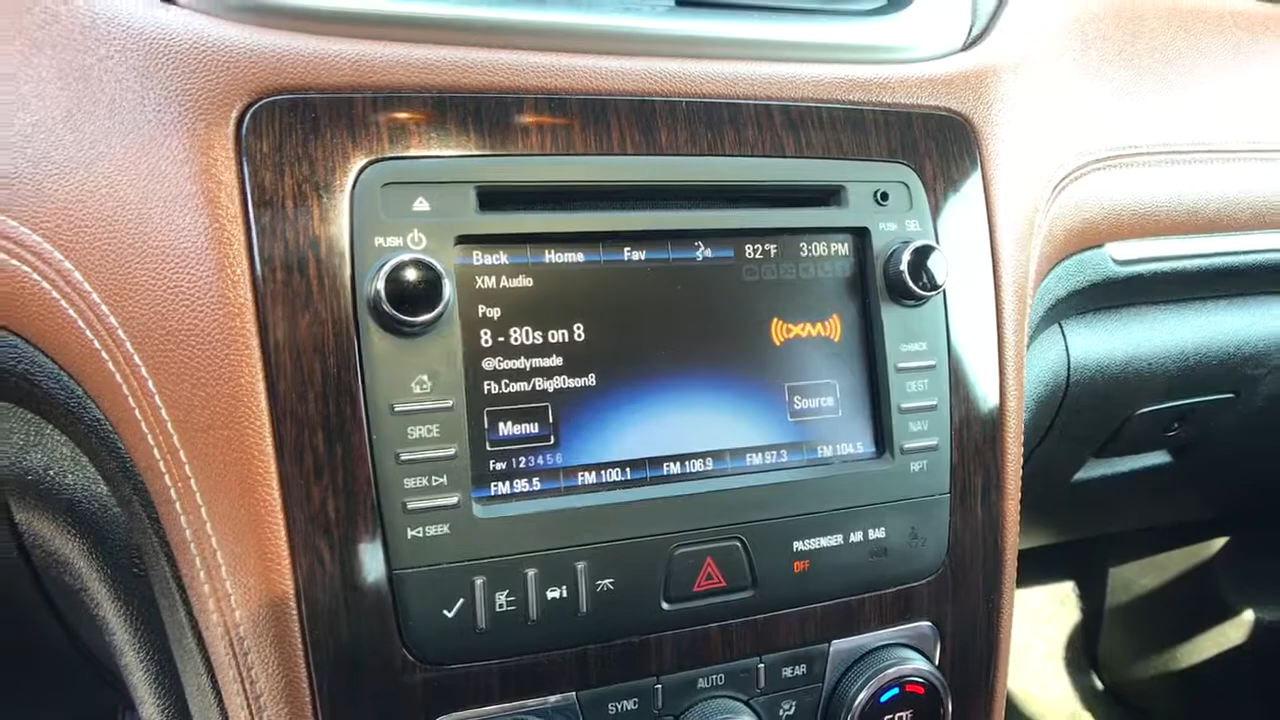 PUSH
PUSH SEL
Back Home Fav 82°F 3:06 PM
XM Audio
Pop
8 - 80s on 8
XM
@Goodymade
Fb.Com/Big80son8
Menu
Source
Fav 1 2 3 4 5 6
FM 95.5 FM 100.1 FM 106.9 FM 97.3 FM 104.5
SRCE
SEEK
SEEK
BACK
DEST
NAV
RPT
PASSENGER AIR BAG
OFF
SYNC AUTO REAR